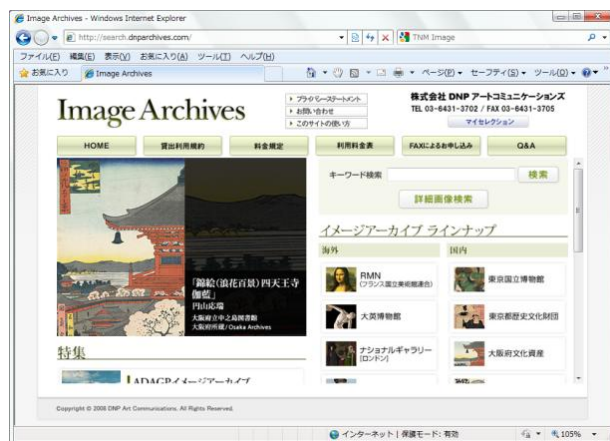 Image Archives - Windows Internet Explorer
http://search.dnparchives.com/
TNM Image
ファイル(F) 編集(E) 表示(V) お気に入り(A) ツール(T) ヘルプ(H)
お気に入り Image Archives ページ(P) セーフティ(S) ツール(O)
Image Archives
プライバシーステートメント
お問い合わせ
このサイトの使い方
株式会社 DNP アートコミュニケーションズ
TEL 03-6431-3702 / FAX 03-6431-3705
マイセレクション
HOME 貸出利用規約 料金規定 利用料金表 FAXによるお申し込み Q&A
キーワード検索 検索
詳細画像検索
イメージアーカイブ ラインナップ
海外 国内
RMN
(フランス国立美術館連合)
東京国立博物館
大英博物館 東京都歴史文化財団
ナショナルギャラリー
[ロンドン]
大阪府文化資産
「錦絵(浪花百景)四天王寺
伽藍」
円山応瑞
大阪府立中之島図書館
大阪府所蔵/Osaka Archives
特集
ADAGPイメージアーカイブ
Copyright © 2008 DNP Art Communications. All Rights Reserved.
インターネット | 保護モード: 有効 105%